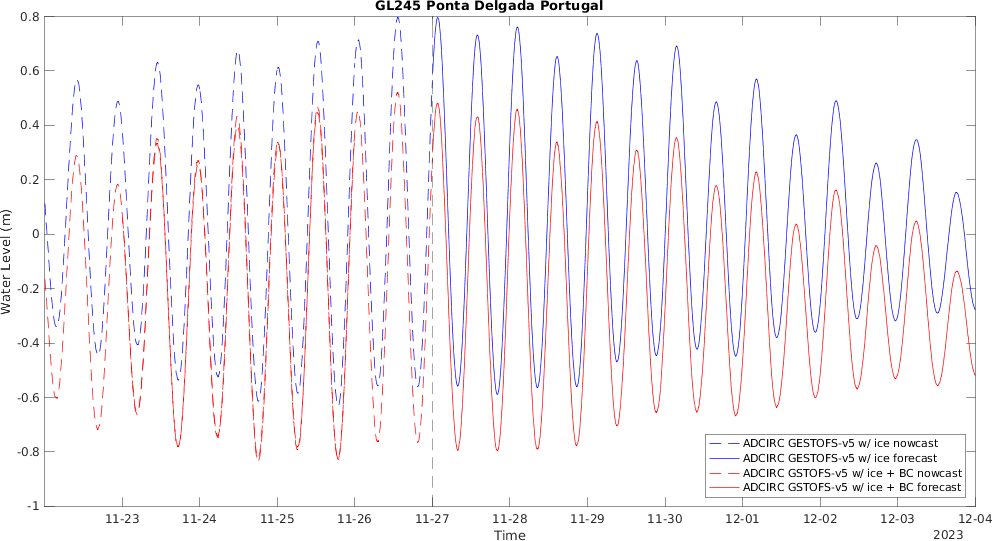 GL245 Ponta Delgada Portugal
0.8
0.6
0.4
0.2
0
-0.2
-0.4
-0.6
-0.8
-1
Water Level (m)
ADCIRC GESTOFS-v5 w/ ice nowcast
ADCIRC GESTOFS-v5 w/ ice forecast
ADCIRC GSTOFS-v5 w/ ice + BC nowcast
ADCIRC GSTOFS-v5 w/ ice + BC forecast
11-23 11-24 11-25 11-26 11-27 11-28 11-29 11-30 12-01 12-02 12-03 12-04
Time
2023